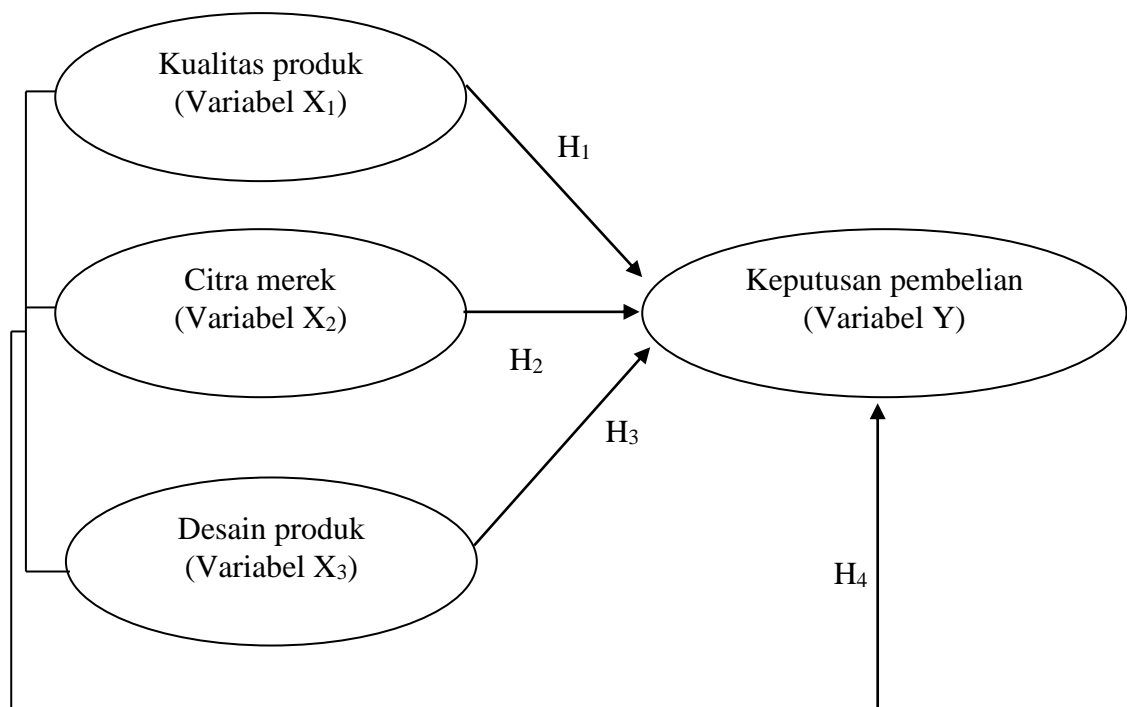 Kualitas produk
(Variabel X₁)
H₁
Citra merek
(Variabel X₂)
Keputusan pembelian
(Variabel Y)
H₂
H₃
Desain produk
(Variabel X₃)
H₄